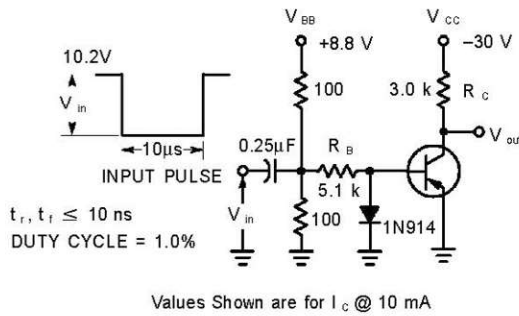 V BB
+8.8 V
V CC
–30 V
10.2V
V in
10μs
INPUT PULSE
100
3.0 k
R C
V out
0.25μF
R B
5.1 k
V in
100
1N914
t r, t f ≤ 10 ns
DUTY CYCLE = 1.0%
Values Shown are for I C @ 10 mA